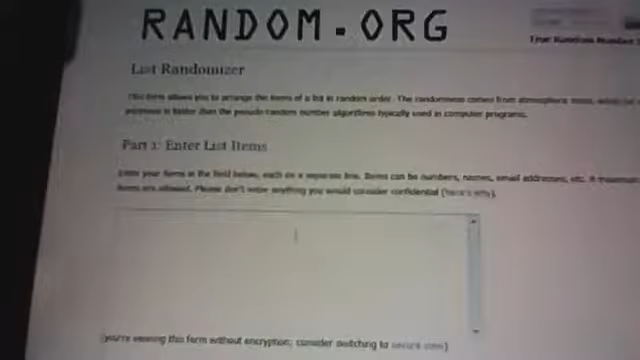 RANDOM.ORG
True Random Number
List Randomizer
This form allows you to arrange the items of a list in random order. The randomness comes from atmospheric noise, which
purposes is better than the pseudo-random number algorithms typically used in computer programs.
Part 1: Enter List Items
Enter your items in the field below, each on a separate line. Items can be numbers, names, email addresses, etc. A maximum
items are allowed. Please don't enter anything you would consider confidential (here's why).
(you're viewing this form without encryption; consider switching to secure view)